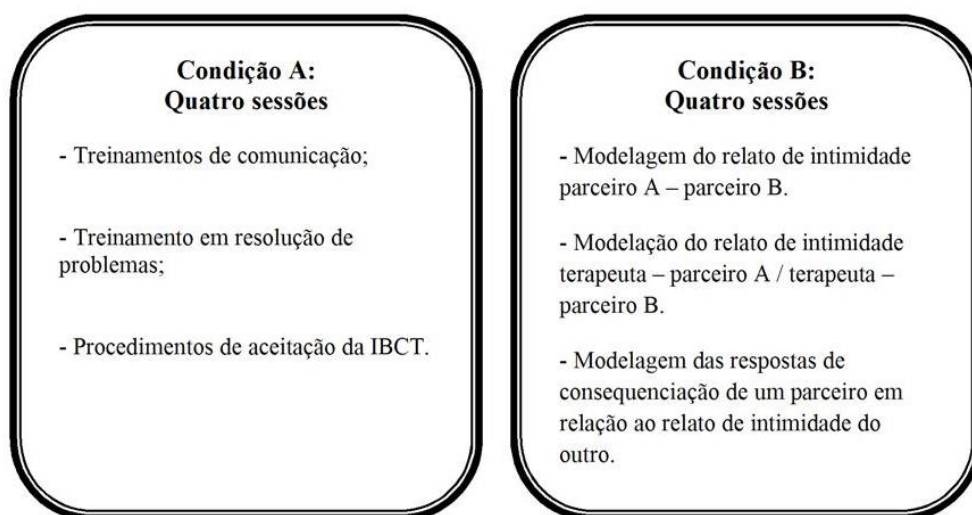 Condição A:
Quatro sessões
- Treinamentos de comunicação;
- Treinamento em resolução de
problemas;
- Procedimentos de aceitação da IBCT.
Condição B:
Quatro sessões
- Modelagem do relato de intimidade
parceiro A – parceiro B.
- Modelação do relato de intimidade
terapeuta – parceiro A / terapeuta –
parceiro B.
- Modelagem das respostas de
consequenciação de um parceiro em
relação ao relato de intimidade do
outro.